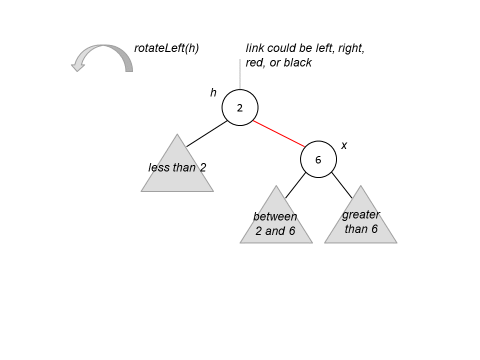 rotateLeft(h)
link could be left, right,
red, or black
h
2
x
6
less than 2
between
2 and 6
greater
than 6